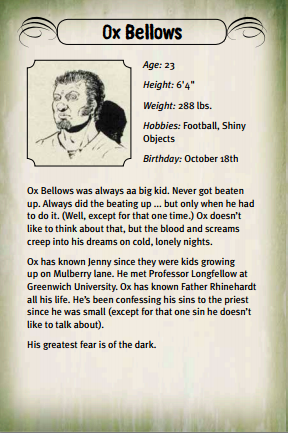 Ox Bellows
Age: 23
Height: 6'4"
Weight: 288 lbs.
Hobbies: Football, Shiny
Objects
Birthday: October 18th
Ox Bellows was always aa big kid. Never got beaten
up. Always did the beating up ... but only when he had
to do it. (Well, except for that one time.) Ox doesn't
like to think about that, but the blood and screams
creep into his dreams on cold, lonely nights.
Ox has known Jenny since they were kids growing
up on Mulberry lane. He met Professor Longfellow at
Greenwich University. Ox has known Father Rhinehardt
all his life. He's been confessing his sins to the priest
since he was small (except for that one sin he doesn't
like to talk about).
His greatest fear is of the dark.